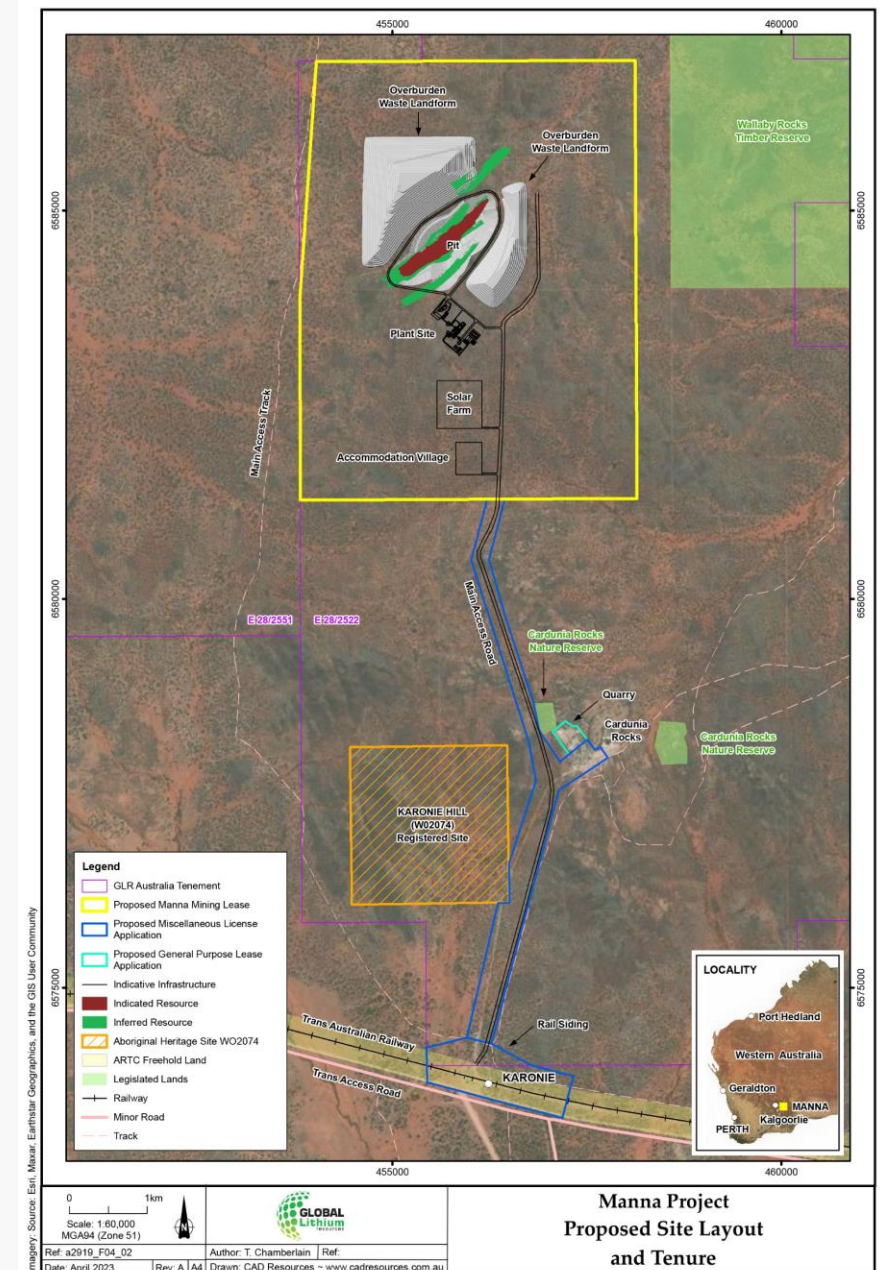 455000
460000
Overburden
Waste Landform
Overburden
Waste Landform
Wallaby Rocks
Timber Reserve
6585000
6585000
Pit
Plant Site
Solar
Farm
Main Access Track
Accommodation Village
6580000
6580000
Main Access Road
E 28/2551
E 28/2522
Cardunia Rocks
Nature Reserve
Quarry
Cardunia
Rocks
Cardunia Rocks
Nature Reserve
KARONIE HILL
(W02074)
Registered Site
Legend
GLR Australia Tenement
Proposed Manna Mining Lease
Proposed Miscellaneous License
Application
Proposed General Purpose Lease
Application
Indicative Infrastructure
Indicated Resource
Inferred Resource
Aboriginal Heritage Site WO2074
ARTC Freehold Land
Legislated Lands
Railway
Minor Road
Track
6575000
6575000
Trans Australian Railway
Rail Siding
KARONIE
Trans Access Road
LOCALITY
Port Hedland
Western Australia
Geraldton
MANNA
Kalgoorlie
PERTH
455000
460000
Imagery: Source: Esri, Maxar, Earthstar Geographics, and the GIS User Community
0 1km
Scale: 1:60,000
MGA94 (Zone 51)
N
GLOBAL
Lithium
RESOURCES
Manna Project
Proposed Site Layout
and Tenure
Ref: a2919_F04_02
Author: T. Chamberlain
Ref:
Date: April 2023
Rev: A
A4
Drawn: CAD Resources ~ www.cadresources.com.au